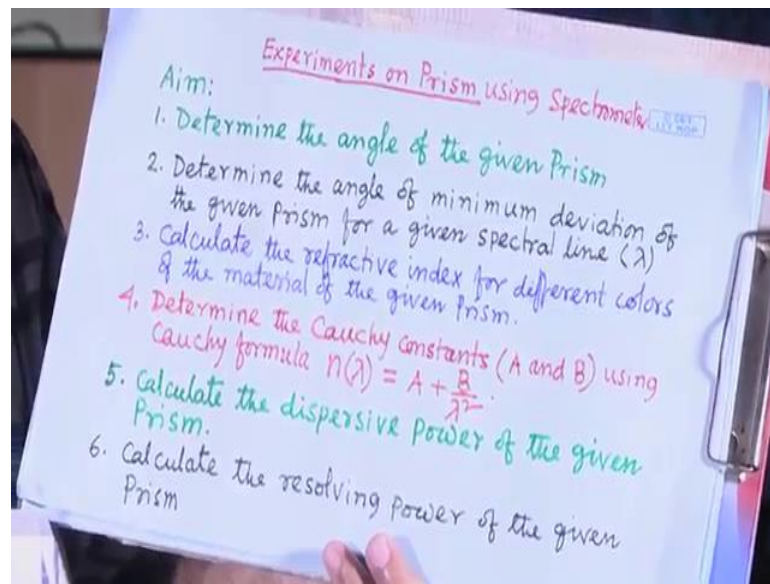 Experiments on Prism using Spectrometer
Aim:
1. Determine the angle of the given Prism
2. Determine the angle of minimum deviation of
the given Prism for a given spectral line (λ)
3. Calculate the refractive index for different colors
of the material of the given Prism.
4. Determine the Cauchy constants (A and B) using
Cauchy formula n(λ) = A + B/λ².
5. Calculate the dispersive power of the given
Prism.
6. Calculate the resolving power of the given
Prism